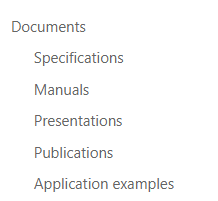 Documents
Specifications
Manuals
Presentations
Publications
Application examples